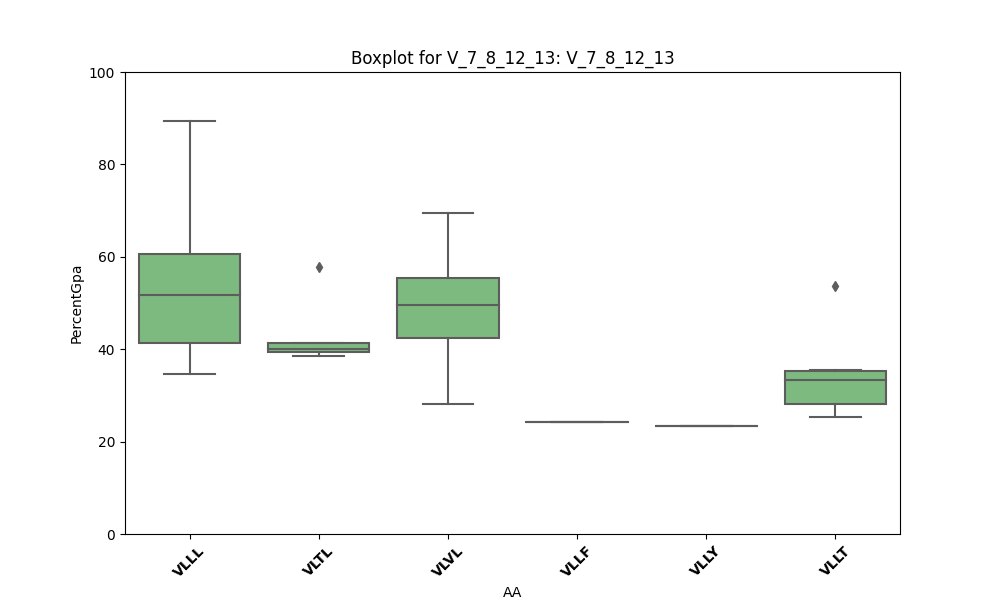 Boxplot for V_7_8_12_13: V_7_8_12_13
100
80
60
40
20
0
PercentGpa
VLLL
VLTL
VLVL
VLLF
VLLY
VLLT
AA